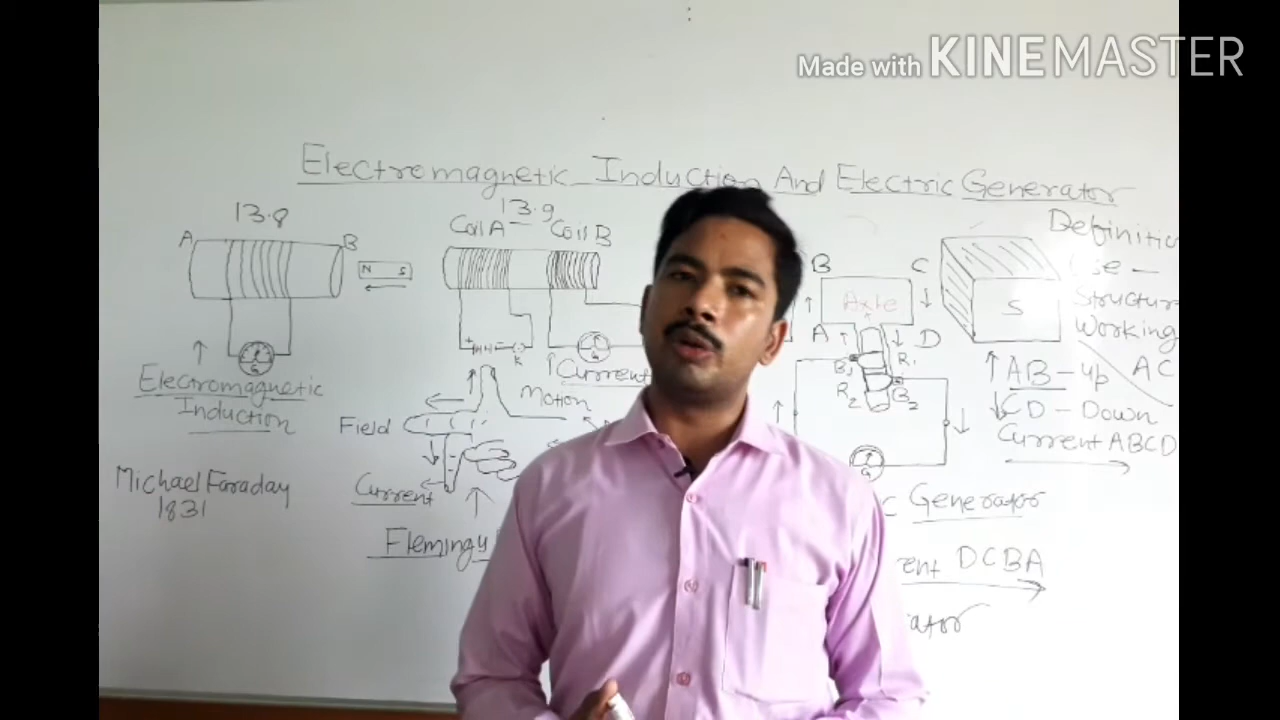 Made with KINEMASTER
Electromagnetic Induction And Electric Generator
13.8
A
B
N S
G
Electromagnetic
Induction
Michael Faraday
1831
13.9
Coil A
Coil B
+
-
K
G
Current
Motion
Field
Current
B
C
Axle
A
D
B1
R1
R2
B2
G
S
Structure
Working
AC
AB - up
CD - Down
Current ABCD
Generator
DCBA